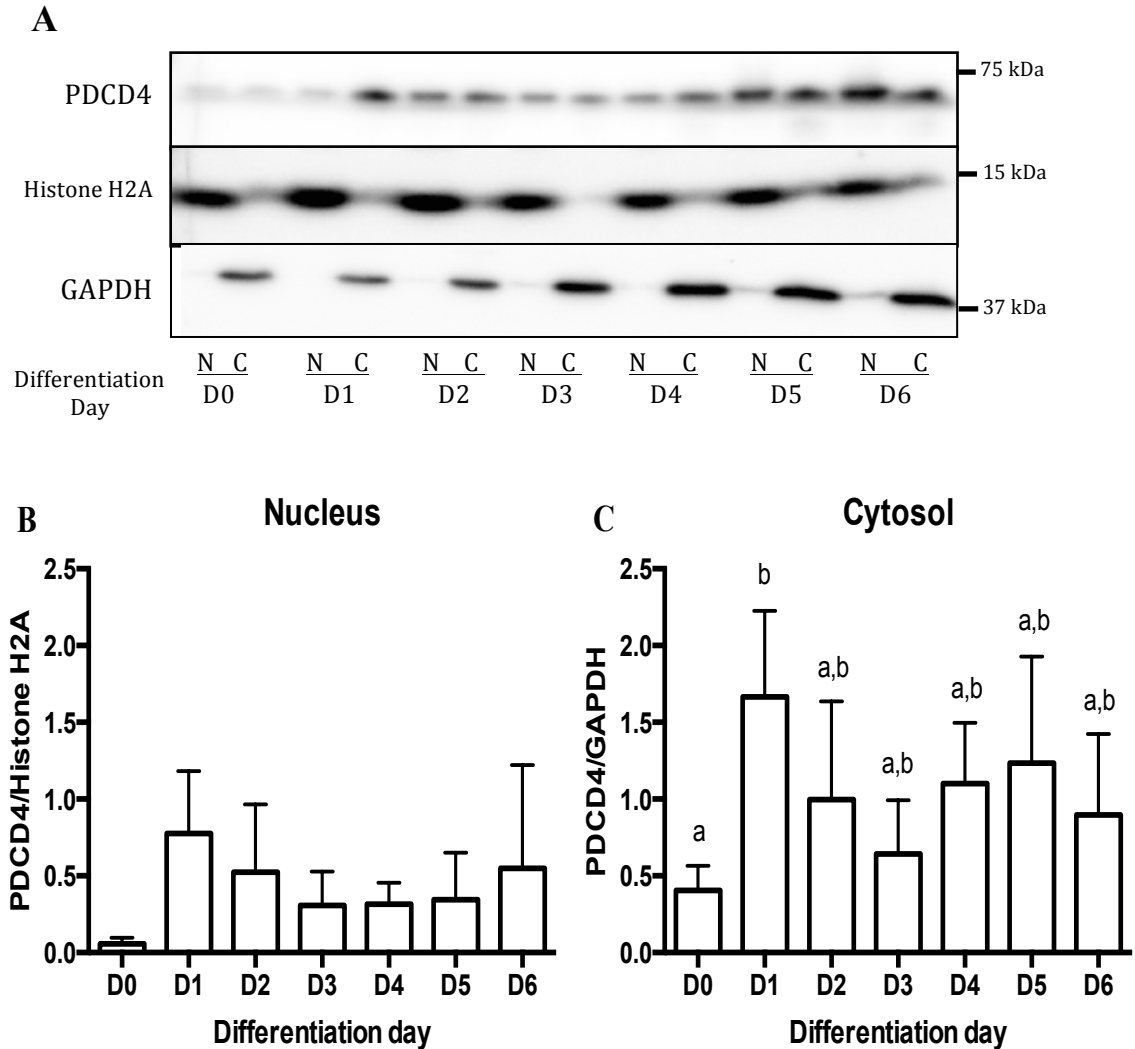 A
PDCD4
75 kDa
Histone H2A
15 kDa
GAPDH
37 kDa
Differentiation Day
N C N C N C N C N C N C N C
D0 D1 D2 D3 D4 D5 D6
B
Nucleus
PDCD4/Histone H2A
2.5
2.0
1.5
1.0
0.5
0.0
D0 D1 D2 D3 D4 D5 D6
Differentiation day
C
Cytosol
PDCD4/GAPDH
2.5
2.0
1.5
1.0
0.5
0.0
a
b
a,b
a,b
a,b
a,b
a,b
D0 D1 D2 D3 D4 D5 D6
Differentiation day